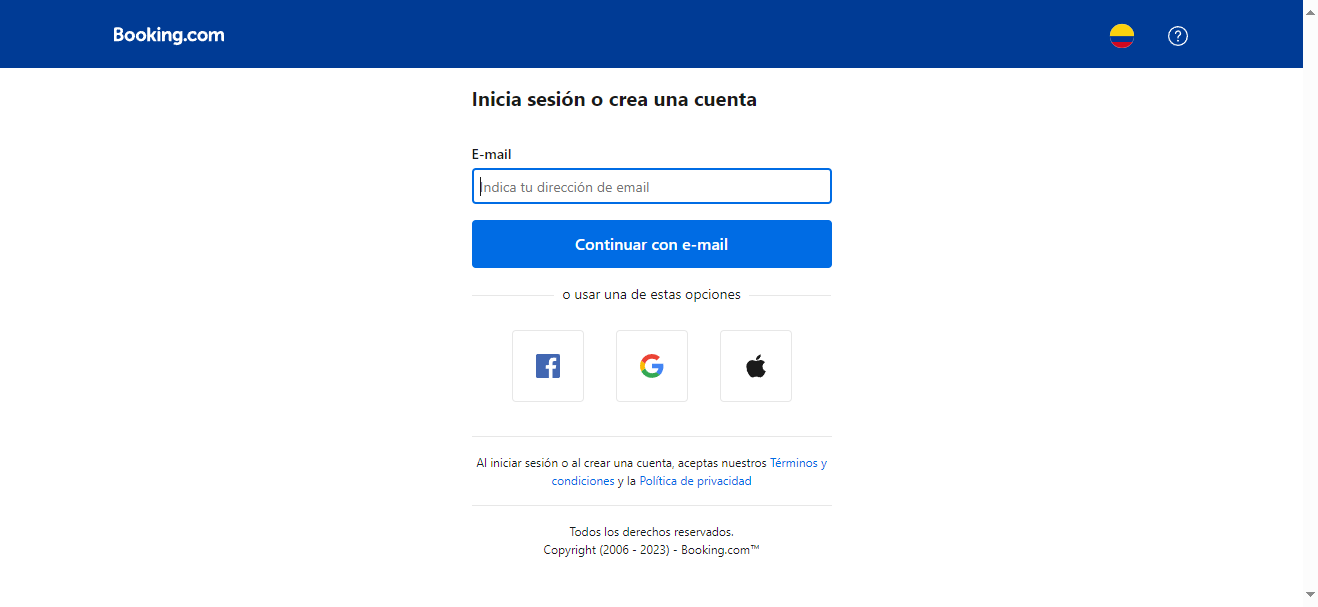 Booking.com
Inicia sesión o crea una cuenta
E-mail
Indica tu dirección de email
Continuar con e-mail
o usar una de estas opciones
Al iniciar sesión o al crear una cuenta, aceptas nuestros Términos y
condiciones y la Política de privacidad
Todos los derechos reservados.
Copyright (2006 - 2023) - Booking.com™